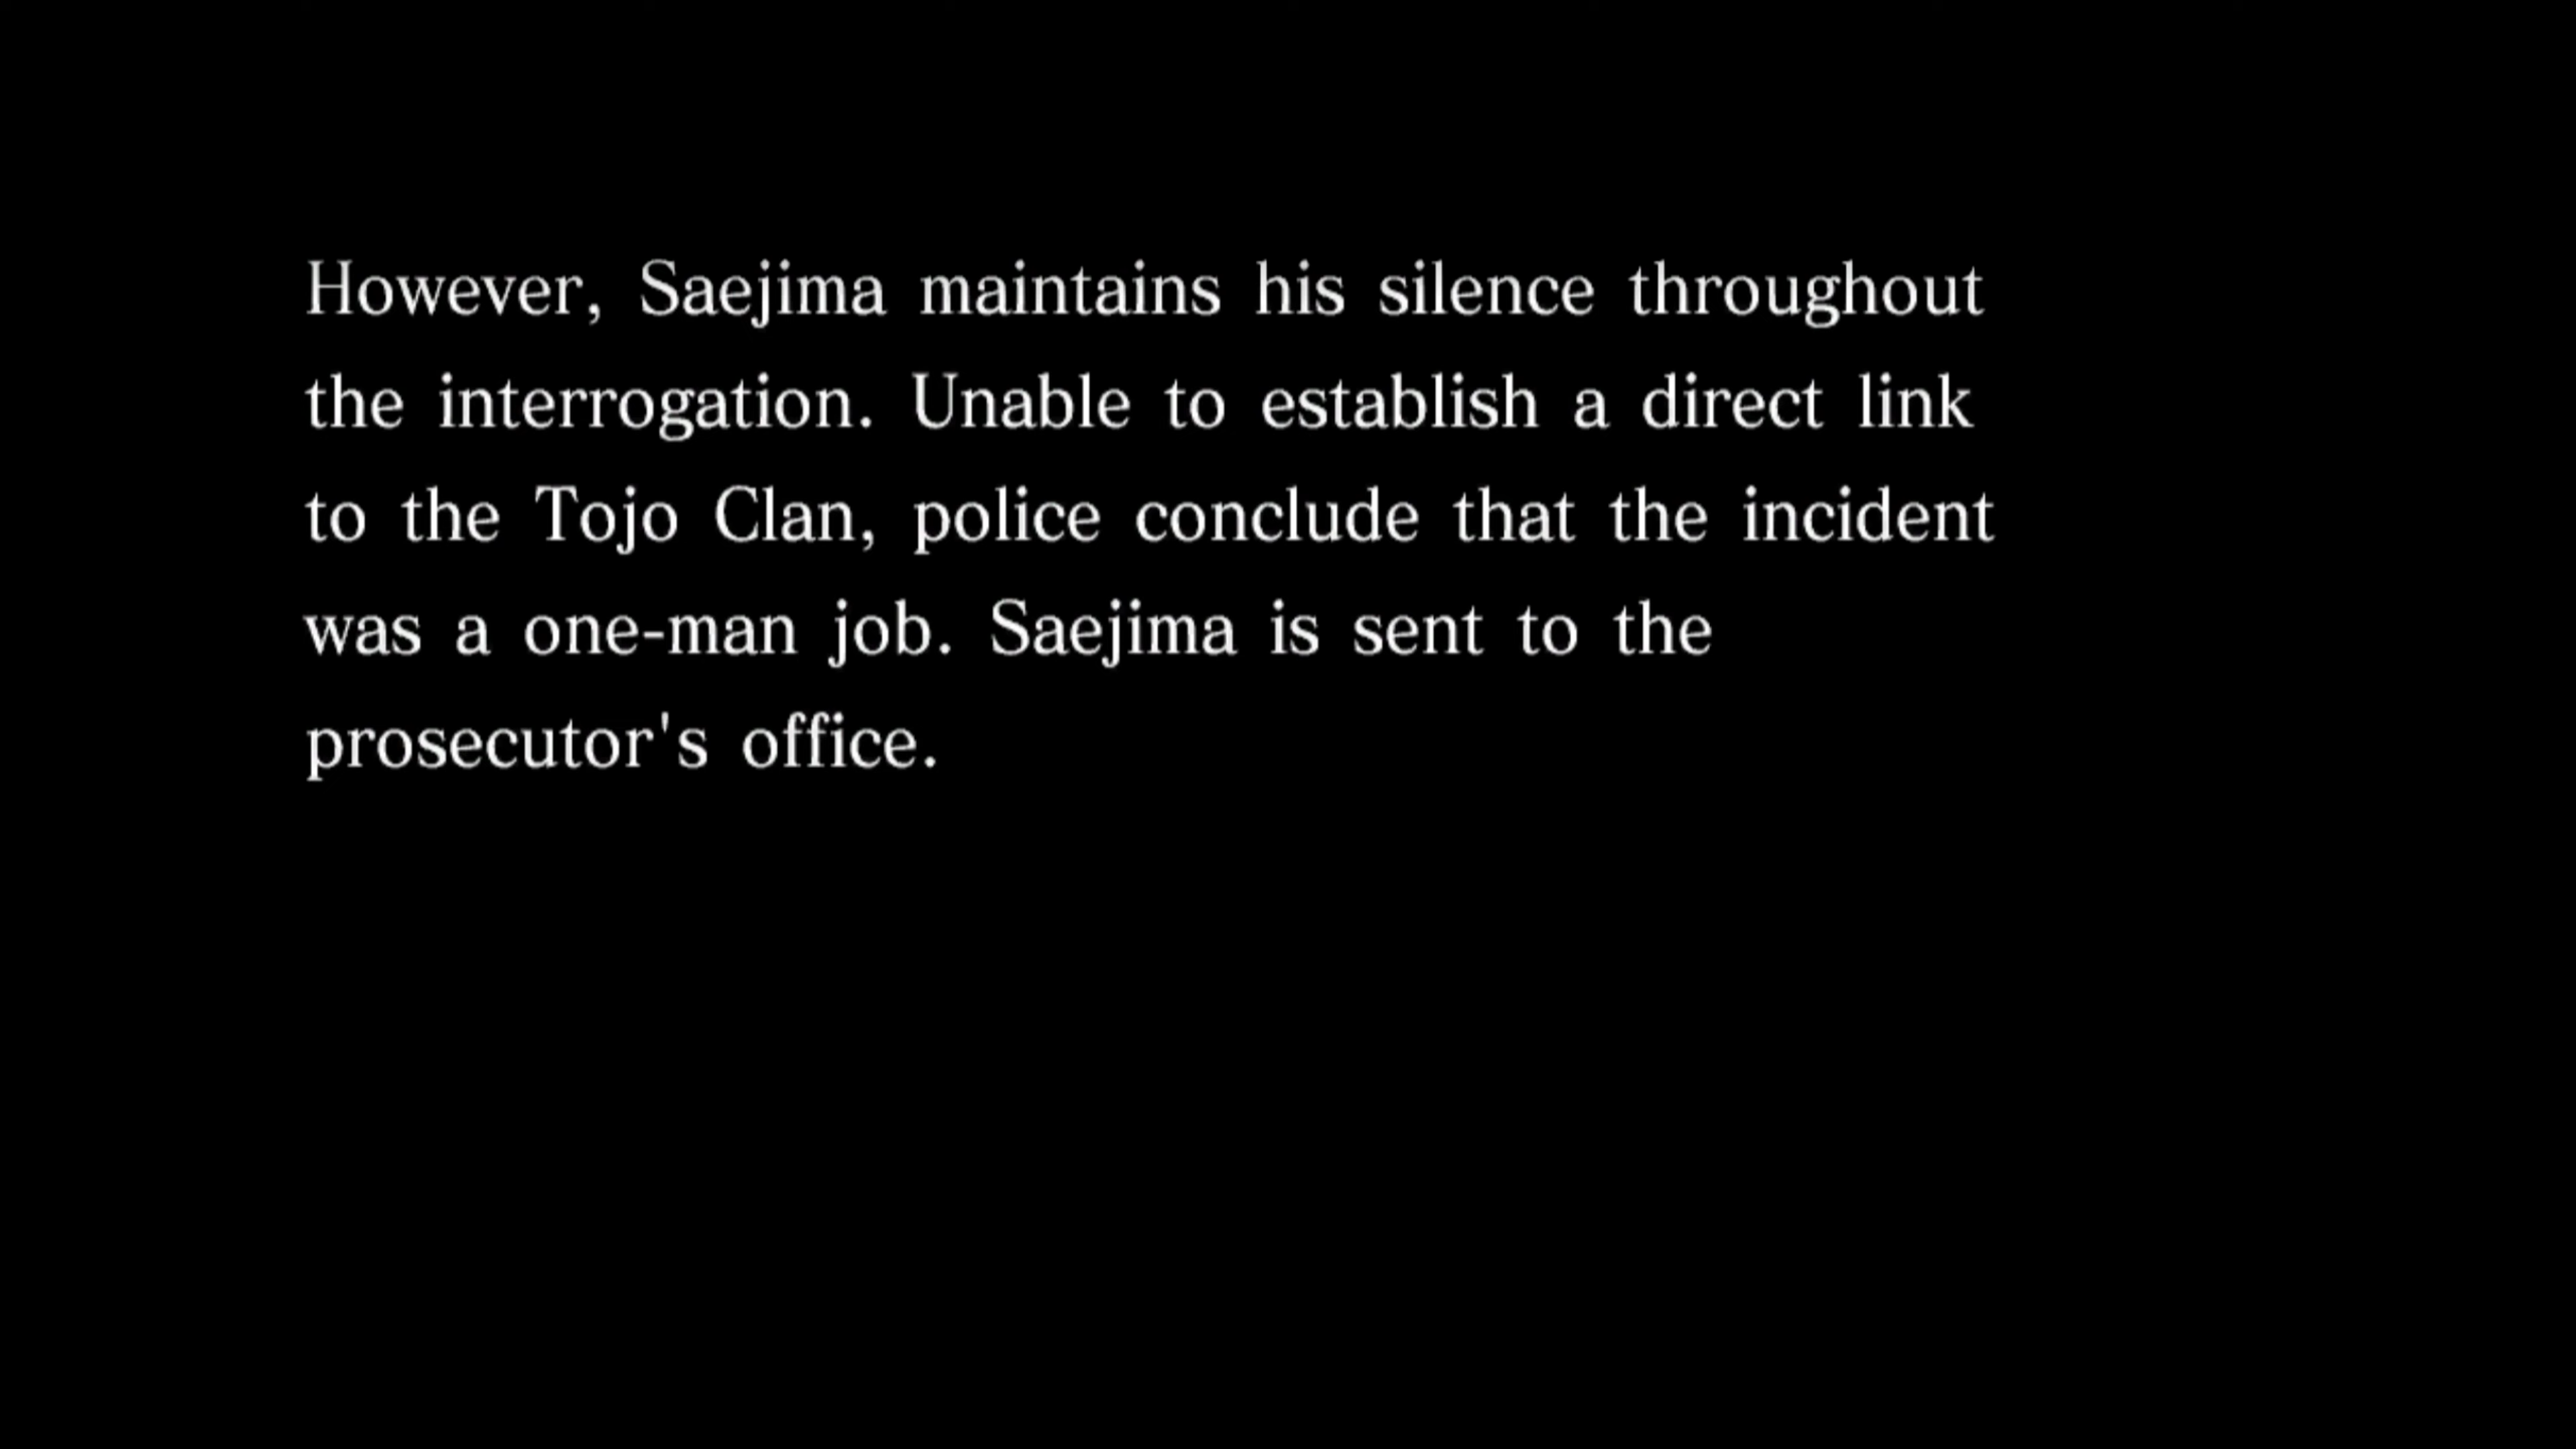 However, Saejima maintains his silence throughout
the interrogation. Unable to establish a direct link
to the Tojo Clan, police conclude that the incident
was a one-man job. Saejima is sent to the
prosecutor's office.